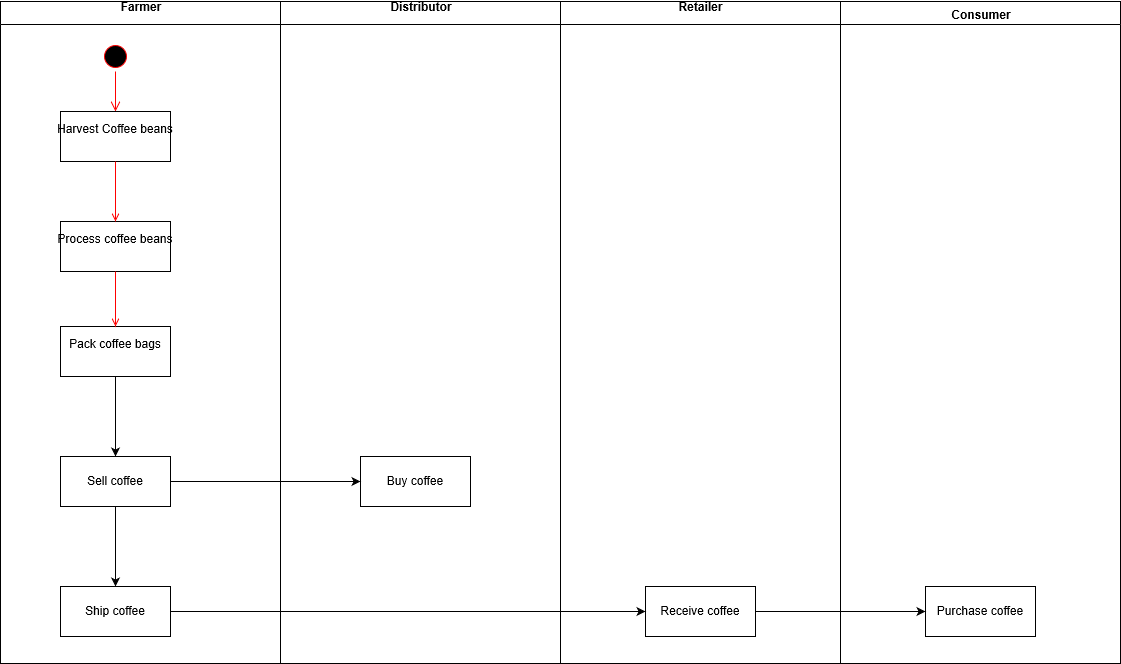 Farmer
Distributor
Retailer
Consumer
Harvest Coffee beans
Process coffee beans
Pack coffee bags
Sell coffee
Buy coffee
Ship coffee
Receive coffee
Purchase coffee